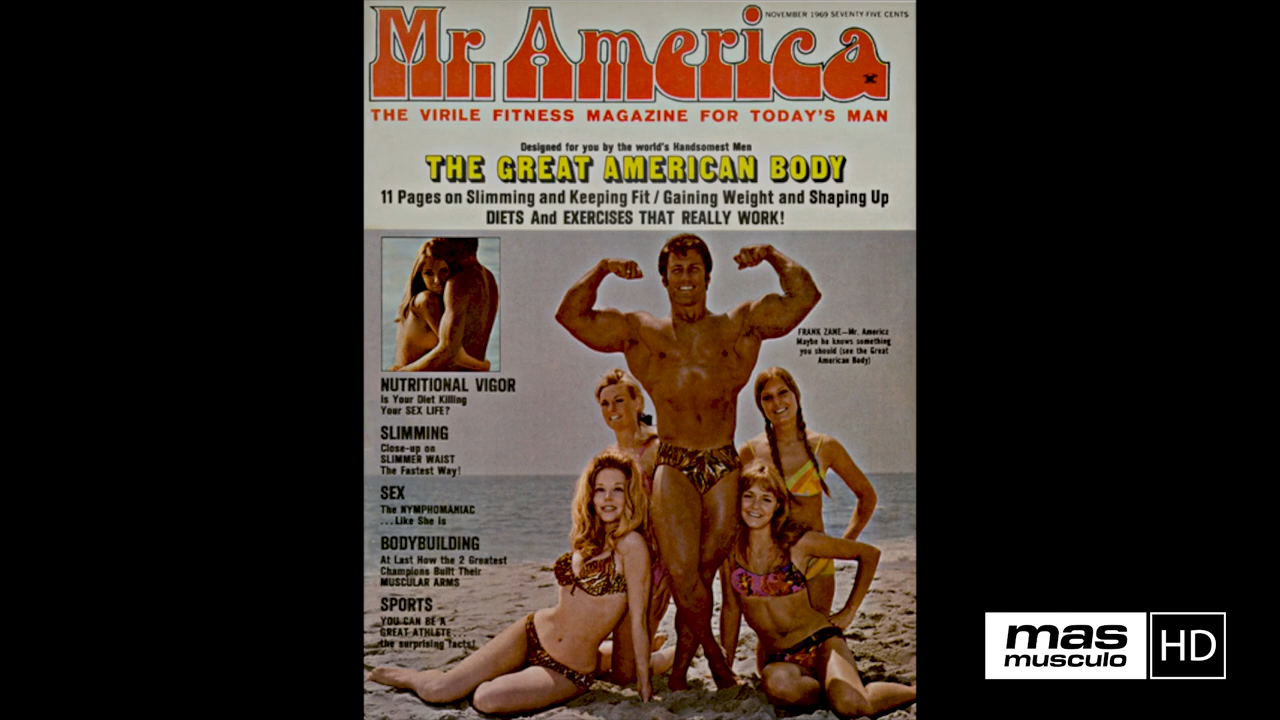 NOVEMBER 1969 SEVENTY-FIVE CENTS
Mr. America
THE VIRILE FITNESS MAGAZINE FOR TODAY'S MAN
Designed for you by the world's Handsomest Men
THE GREAT AMERICAN BODY
11 Pages on Slimming and Keeping Fit / Gaining Weight and Shaping Up
DIETS And EXERCISES THAT REALLY WORK!
FRANK ZANE—Mr. America
Maybe he knows something
you should (see the Great
American Body)
NUTRITIONAL VIGOR
Is Your Diet Killing
Your SEX LIFE?
SLIMMING
Close-up on
SLIMMER WAIST
The Fastest Way!
SEX
The NYMPHOMANIAC
...Like She Is
BODYBUILDING
At Last How the 2 Greatest
Champions Built Their
MUSCULAR ARMS
SPORTS
YOU CAN BE A
GREAT ATHLETE...
the surprising facts!
mas
musculo
HD